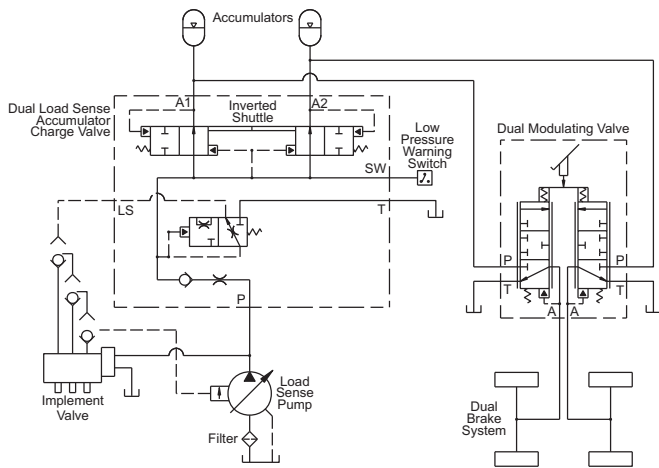 Accumulators
A1
A2
Dual Load Sense
Accumulator
Charge Valve
Inverted
Shuttle
Low
Pressure
Warning
Switch
Dual Modulating Valve
SW
LS
T
P
P
T
P
T
A
A
Implement
Valve
Load
Sense
Pump
Filter
Dual
Brake
System